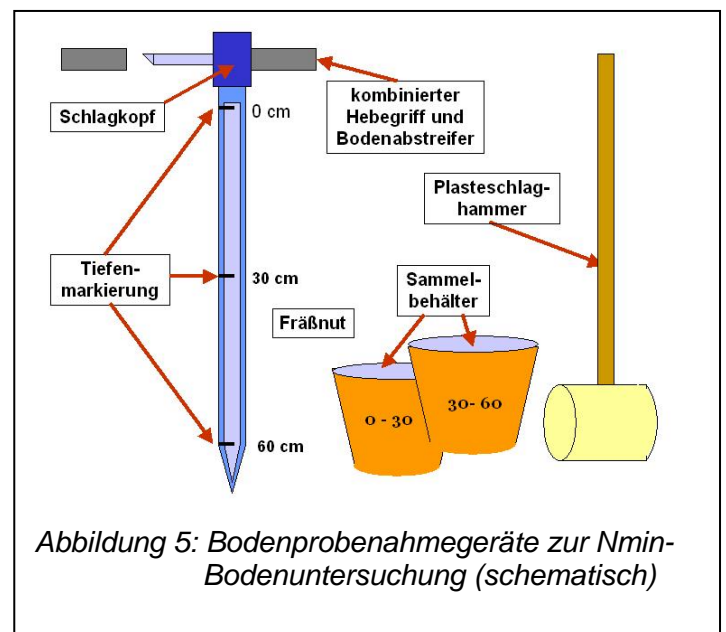 Schlagkopf
0 cm
kombinierter
Hebegriff und
Bodenabstreifer
Plasteschlag-
hammer
Tiefen-
markierung
30 cm
Fräßnut
Sammel-
behälter
0 - 30
30- 60
60 cm
Abbildung 5: Bodenprobenahmegeräte zur Nmin-
Bodenuntersuchung (schematisch)